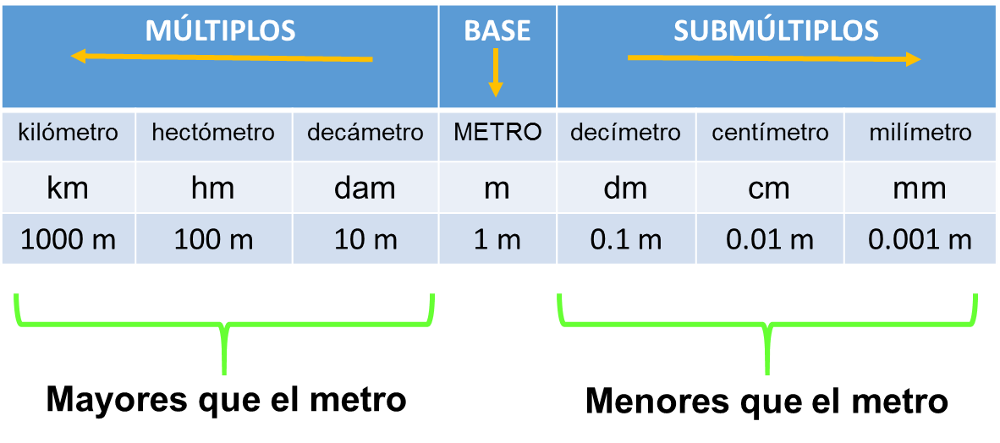 MÚLTIPLOS BASE SUBMÚLTIPLOS
kilómetro hectómetro decámetro METRO decímetro centímetro milímetro
km hm dam m dm cm mm
1000 m 100 m 10 m 1 m 0.1 m 0.01 m 0.001 m
Mayores que el metro Menores que el metro